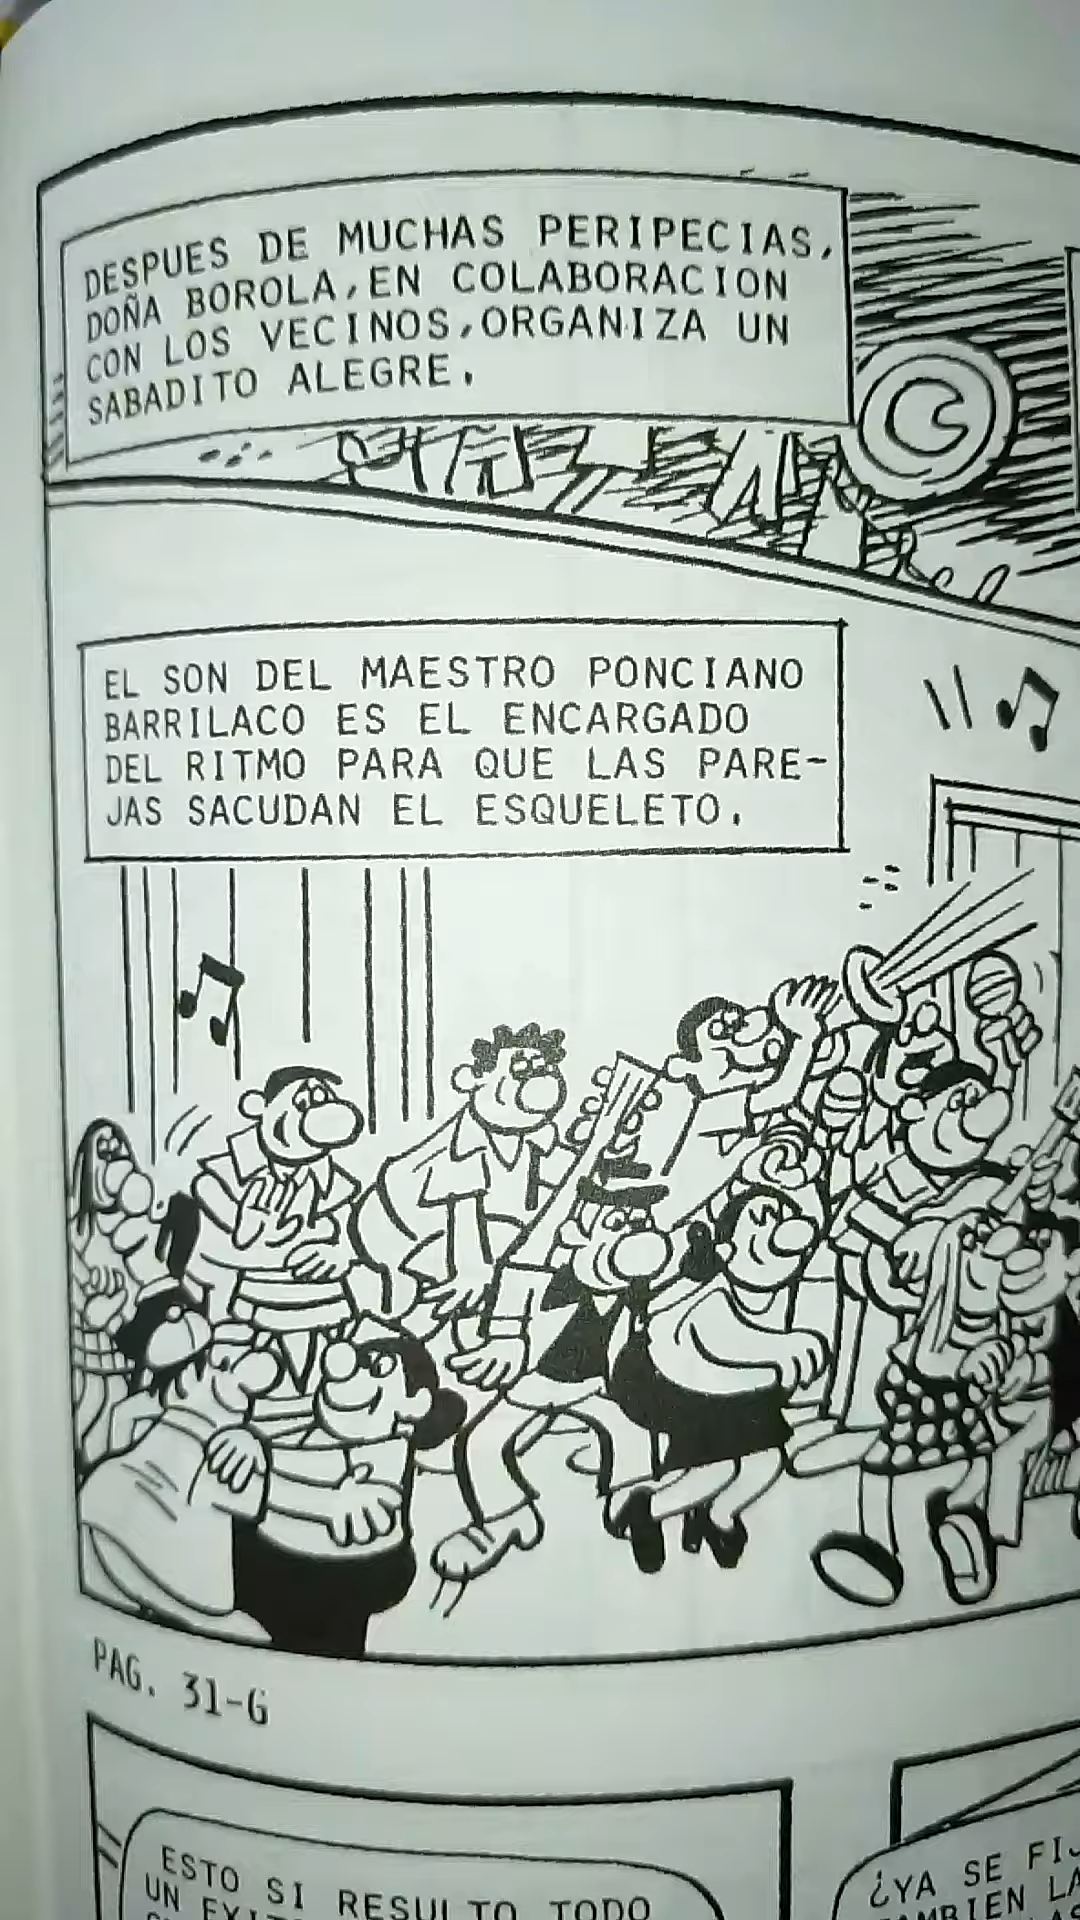 DESPUES DE MUCHAS PERIPECIAS,
DOÑA BOROLA,EN COLABORACION
CON LOS VECINOS,ORGANIZA UN
SABADITO ALEGRE.
EL SON DEL MAESTRO PONCIANO
BARRILACO ES EL ENCARGADO
DEL RITMO PARA QUE LAS PARE-
JAS SACUDAN EL ESQUELETO.
PAG. 31-G
ESTO SI RESULTO TODO
UN
¿YA SE